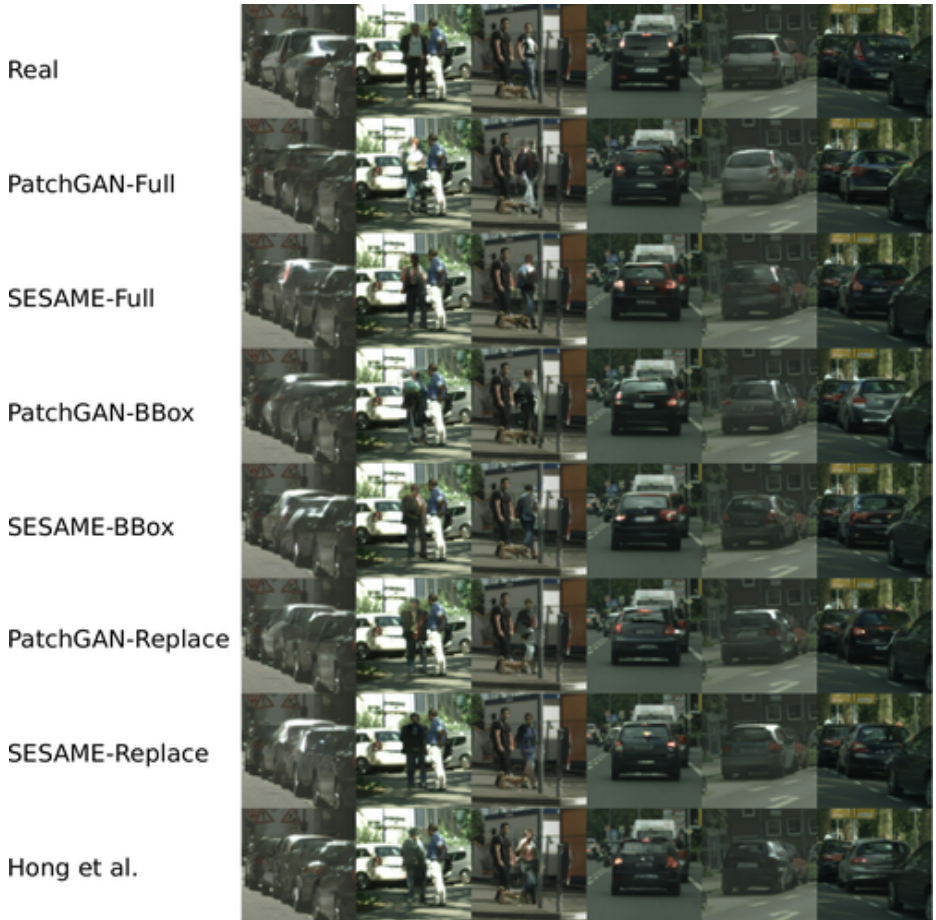 Real
PatchGAN-Full
SESAME-Full
PatchGAN-BBox
SESAME-BBox
PatchGAN-Replace
SESAME-Replace
Hong et al.